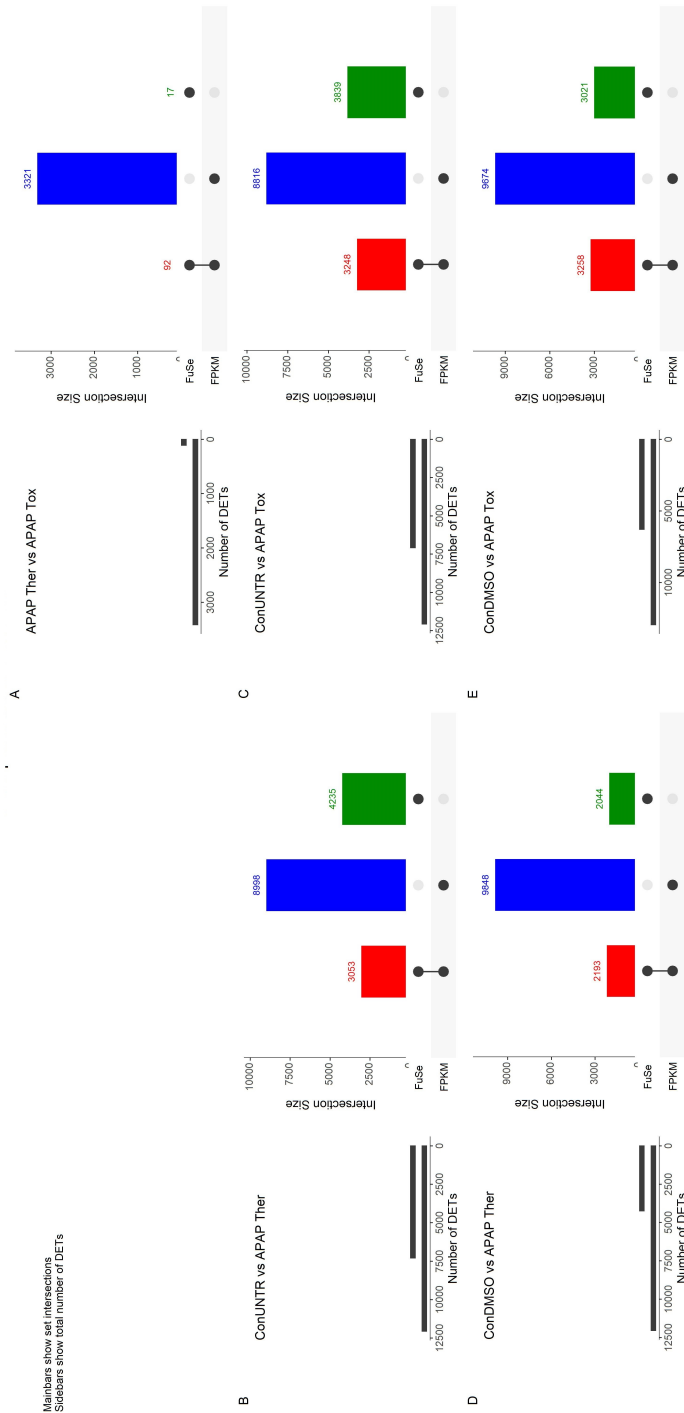 Mainbars show set intersections
Sidebars show total number of DETs
A
APAP Ther vs APAP Tox
Intersection Size
3000
2000
1000
92
3321
17
FuSe
FPKM
3000
2000
1000
0
Number of DETs
B
ConUNTR vs APAP Ther
Intersection Size
10000
7500
5000
2500
3053
8998
4235
FuSe
FPKM
12500
10000
7500
5000
2500
0
Number of DETs
C
ConUNTR vs APAP Tox
Intersection Size
10000
7500
5000
2500
3248
8816
3839
FuSe
FPKM
12500
10000
7500
5000
2500
0
Number of DETs
D
ConDMSO vs APAP Ther
Intersection Size
9000
6000
3000
2193
9848
2044
FuSe
FPKM
12500
10000
7500
5000
2500
0
Number of DETs
E
ConDMSO vs APAP Tox
Intersection Size
9000
6000
3000
3258
9674
3021
FuSe
FPKM
10000
5000
0
Number of DETs